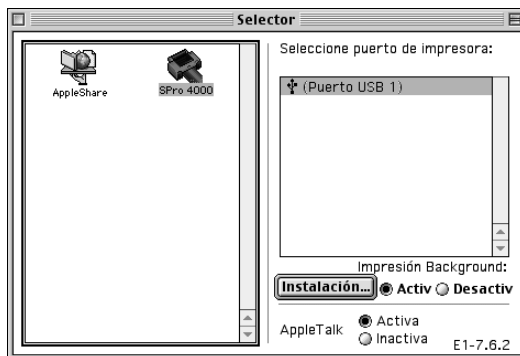 Selector
AppleShare
SPro 4000
Seleccione puerto de impresora:
(Puerto USB 1)
Impresión Background:
Instalación...
Activ
Desactiv
AppleTalk
Activa
Inactiva
E1-7.6.2